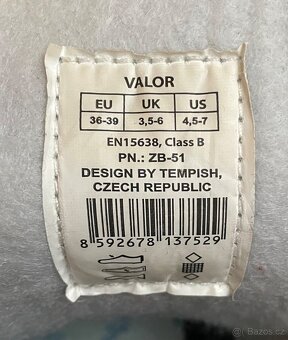 VALOR
EU UK US
36-39 3,5-6 4,5-7
EN15638, Class B
PN.: ZB-51
DESIGN BY TEMPISH,
CZECH REPUBLIC
8 592678 137529
Bazos.cz